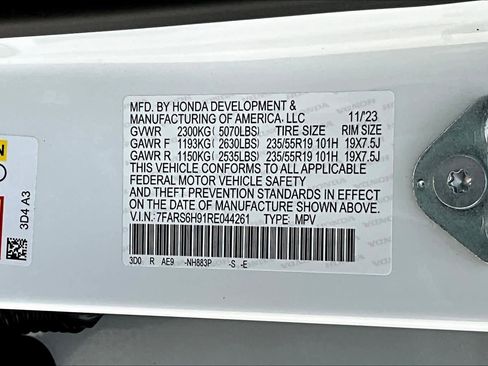 MFD. BY HONDA DEVELOPMENT &
MANUFACTURING OF AMERICA, LLC 11/'23
GVWR 2300KG( 5070LBS) TIRE SIZE RIM SIZE
GAWR F 1193KG( 2630LBS) 235/55R19 101H 19X7.5J
GAWR R 1150KG( 2535LBS) 235/55R19 101H 19X7.5J
THIS VEHICLE CONFORMS TO ALL APPLICABLE
FEDERAL MOTOR VEHICLE SAFETY
AND THEFT PREVENTION STANDARDS IN EFFECT
ON THE DATE OF MANUFACTURE SHOWN ABOVE.
V.I.N: 7FARS6H91RE044261 TYPE: MPV
3D0 R AE9 -NH883P -S -E
3D4 A3